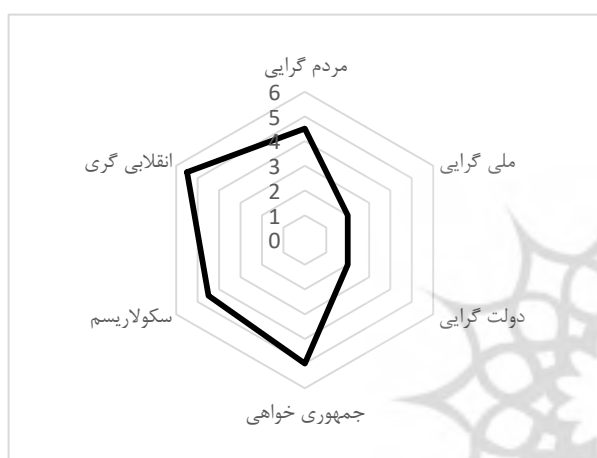 مردم گرایی
6
5
4
3
2
1
0
ملی گرایی
انقلابی گری
دولت گرایی
سکولاریسم
جمهوری خواهی